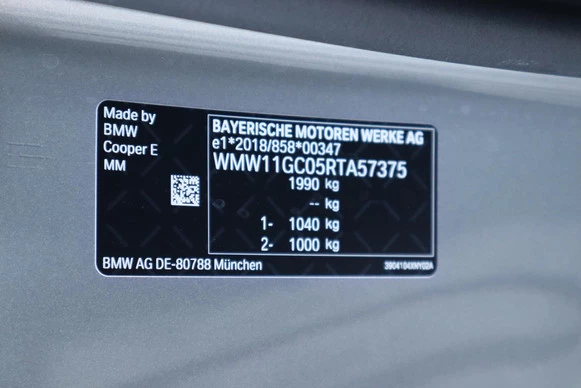 Made by
BMW
Cooper E
MM
BAYERISCHE MOTOREN WERKE AG
e1*2018/858*00347
WMW11GC05RTA57375
1990 kg
-- kg
1- 1040 kg
2- 1000 kg
BMW AG DE-80788 München